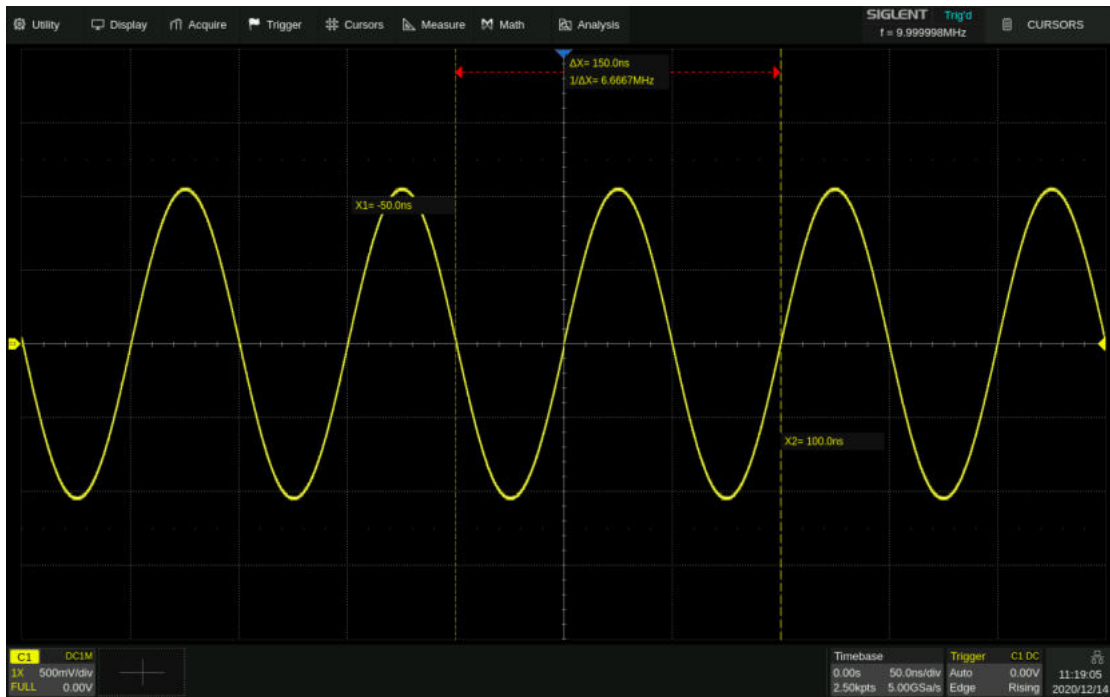 Utility Display Acquire Trigger Cursors Measure Math Analysis
SIGLENT Trig'd
f = 9.999998MHz
CURSORS
ΔX= 150.0ns
1/ΔX= 6.6667MHz
X1= -50.0ns
X2= 100.0ns
C1 DC1M
1X 500mV/div
FULL 0.00V
Timebase
0.00s 50.0ns/div
2.50kpts 5.00GSa/s
Trigger C1 DC
Auto 0.00V
Edge Rising
11:19:05
2020/12/14